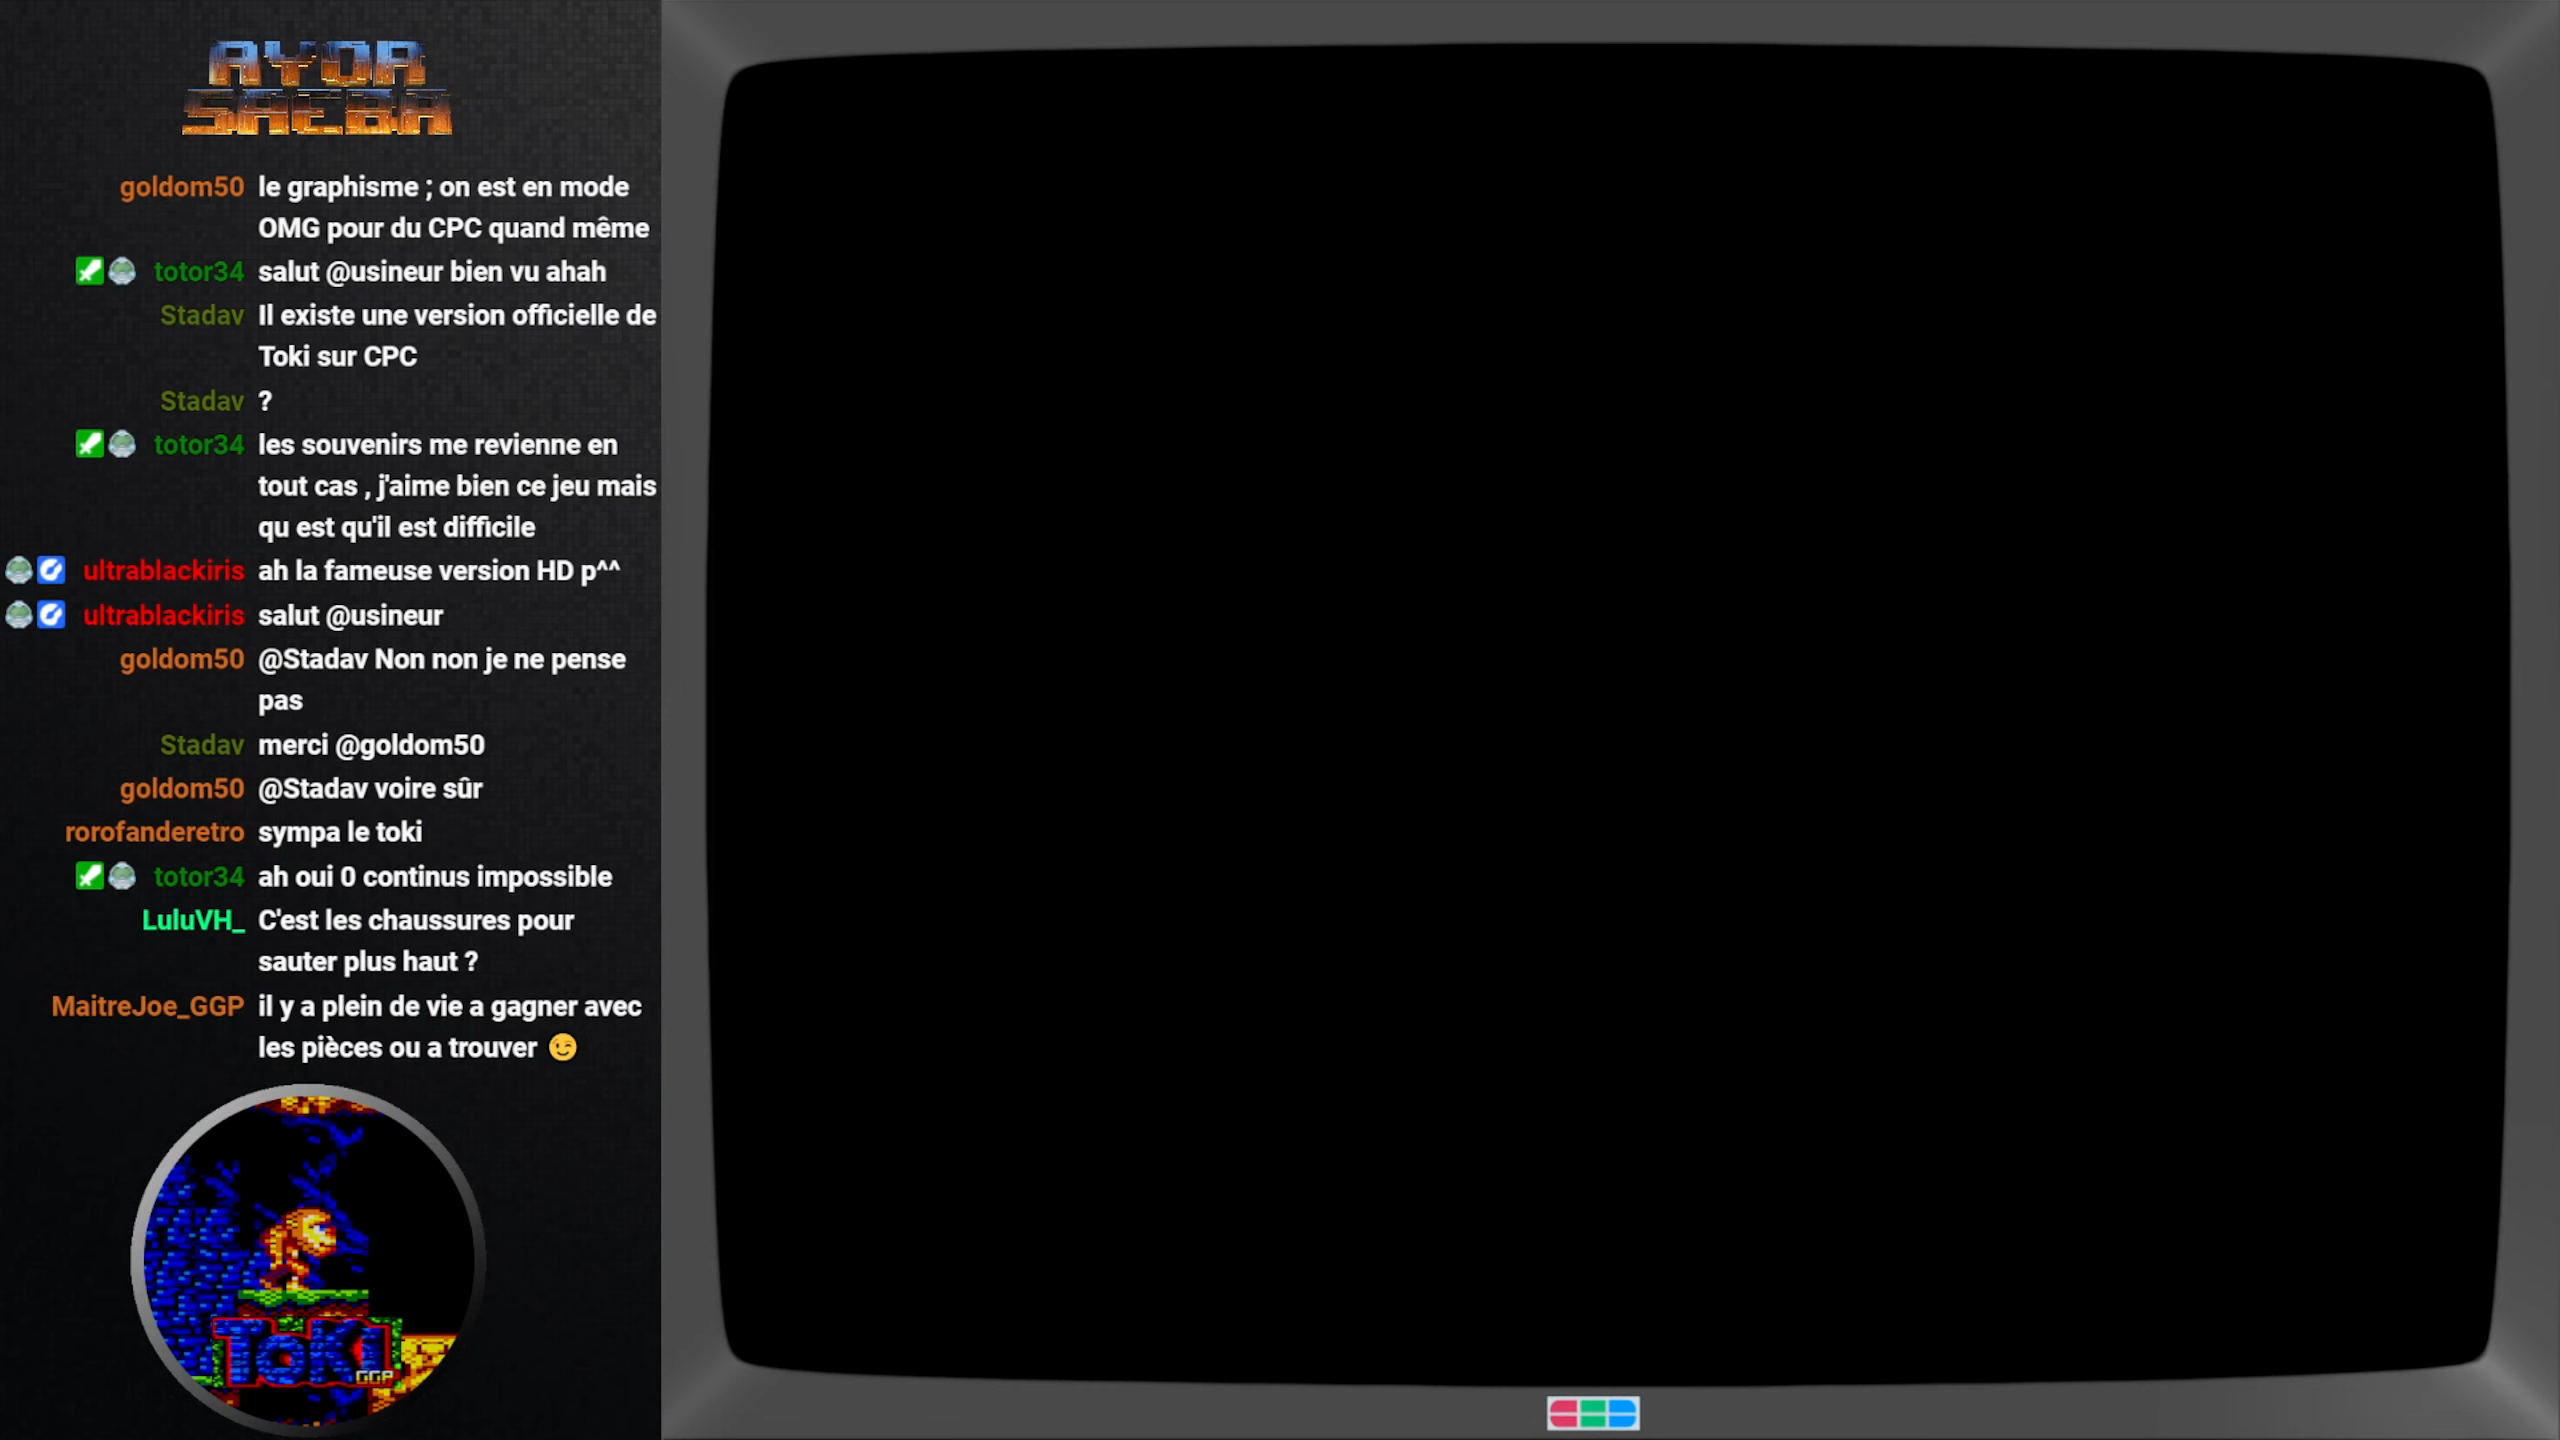 AYOR
SAEBA
goldom50 le graphisme ; on est en mode
OMG pour du CPC quand même
totor34 salut @usineur bien vu ahah
Stadav Il existe une version officielle de
Toki sur CPC
Stadav ?
totor34 les souvenirs me revienne en
tout cas , j'aime bien ce jeu mais
qu est qu'il est difficile
ultrablackiris ah la fameuse version HD p^^
ultrablackiris salut @usineur
goldom50 @Stadav Non non je ne pense
pas
Stadav merci @goldom50
goldom50 @Stadav voire sûr
rorofanderetro sympa le toki
totor34 ah oui 0 continus impossible
LuluVH_ C'est les chaussures pour
sauter plus haut ?
MaitreJoe_GGP il y a plein de vie a gagner avec
les pièces ou a trouver 😉
ToKI
GGP